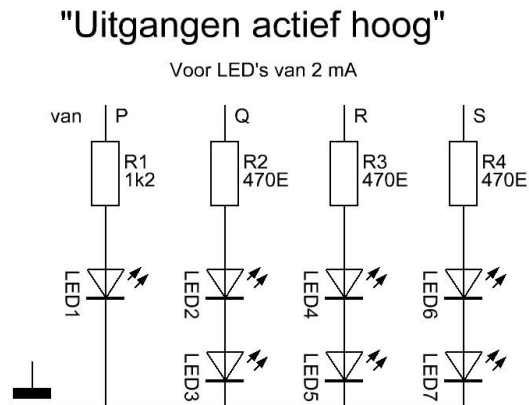 "Uitgangen actief hoog"
Voor LED's van 2 mA
van P Q R S
R1 R2 R3 R4
1k2 470E 470E 470E
LED1 LED2 LED4 LED6
LED3 LED5 LED7